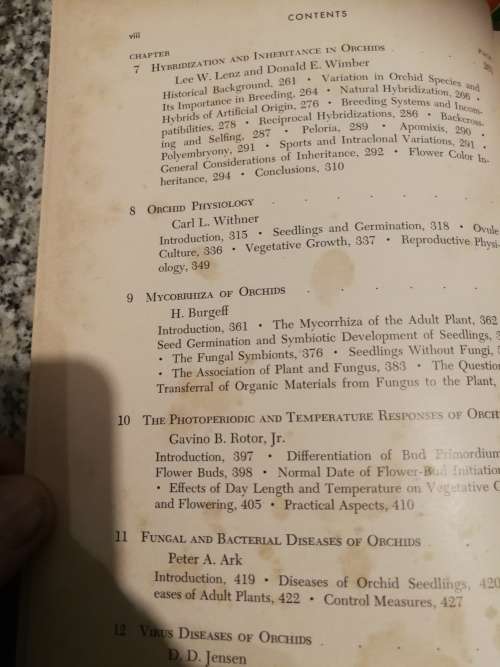 viii
CONTENTS
CHAPTER
7 HYBRIDIZATION AND INHERITANCE IN ORCHIDS . .
Lee W. Lenz and Donald E. Wimber
Historical Background, 261 • Variation in Orchid Species and
Its Importance in Breeding, 264 • Natural Hybridization, 266 •
Hybrids of Artificial Origin, 276 • Breeding Systems and Incom-
patibilities, 278 • Reciprocal Hybridizations, 286 • Backcross-
ing and Selfing, 287 • Peloria, 289 • Apomixis, 290 •
Polyembryony, 291 • Sports and Intraclonal Variations, 291 •
General Considerations of Inheritance, 292 • Flower Color In-
heritance, 294 • Conclusions, 310
8 ORCHID PHYSIOLOGY . . . . .
Carl L. Withner
Introduction, 315 • Seedlings and Germination, 318 • Ovule
Culture, 336 • Vegetative Growth, 337 • Reproductive Physi-
ology, 349
9 MYCORRHIZA OF ORCHIDS . . . .
H. Burgeff
Introduction, 361 • The Mycorrhiza of the Adult Plant, 362
Seed Germination and Symbiotic Development of Seedlings,
• The Fungal Symbionts, 376 • Seedlings Without Fungi,
• The Association of Plant and Fungus, 383 • The Question
Transferral of Organic Materials from Fungus to the Plant,
10 THE PHOTOPERIODIC AND TEMPERATURE RESPONSES OF ORCH
Gavino B. Rotor, Jr.
Introduction, 397 • Differentiation of Bud Primordium
Flower Buds, 398 • Normal Date of Flower-Bud Initiation
• Effects of Day Length and Temperature on Vegetative G
and Flowering, 405 • Practical Aspects, 410
11 FUNGAL AND BACTERIAL DISEASES OF ORCHIDS .
Peter A. Ark
Introduction, 419 • Diseases of Orchid Seedlings, 420
eases of Adult Plants, 422 • Control Measures, 427
12 VIRUS DISEASES OF ORCHIDS . .
D. D. Jensen